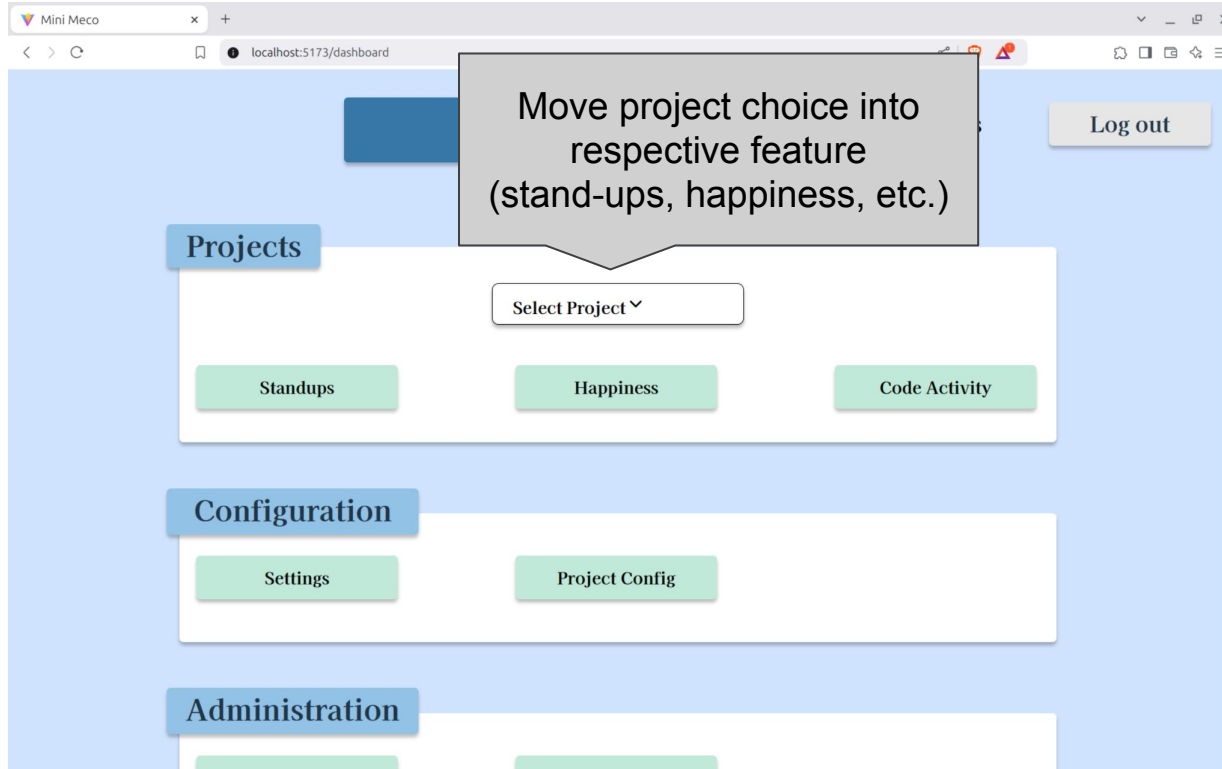 Mini Meco
localhost:5173/dashboard
Move project choice into
respective feature
(stand-ups, happiness, etc.)
Log out
Projects
Select Project
Standups
Happiness
Code Activity
Configuration
Settings
Project Config
Administration